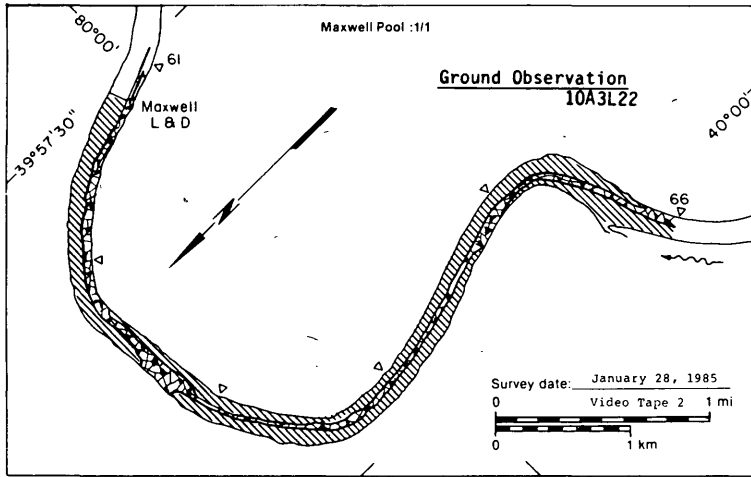 Maxwell Pool :1/1
80°00'
61
Ground Observation
10A3L22
Maxwell
L & D
39°57'30"
40°00'
66
Survey date: January 28, 1985
0 Video Tape 2 1 mi
0 1 km